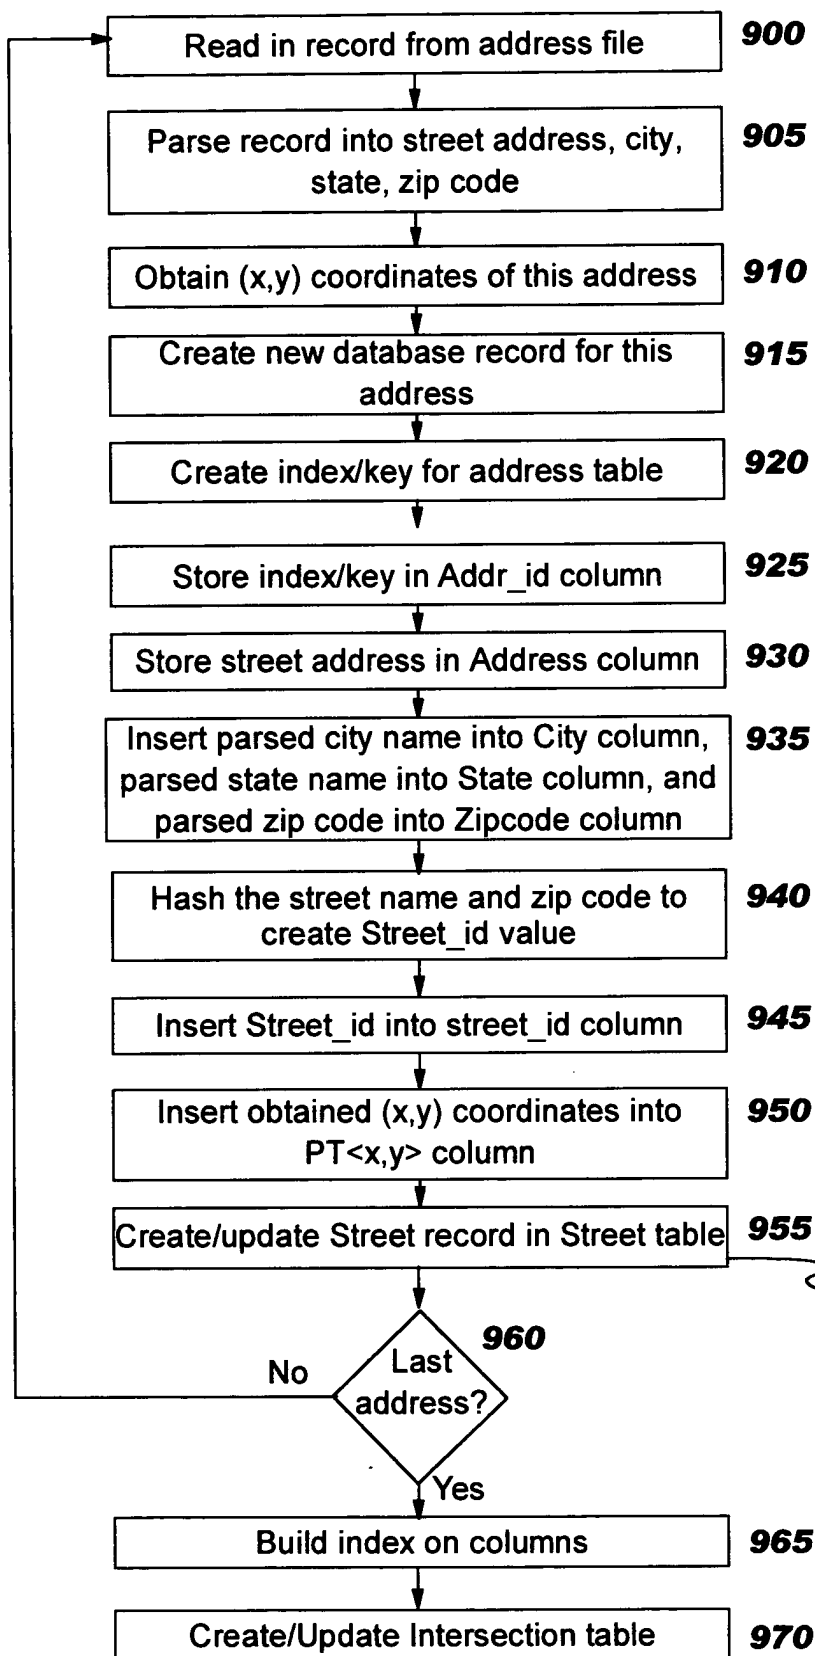 Read in record from address file
900
Parse record into street address, city,
state, zip code
905
Obtain (x,y) coordinates of this address
910
Create new database record for this
address
915
Create index/key for address table
920
Store index/key in Addr_id column
925
Store street address in Address column
930
Insert parsed city name into City column,
parsed state name into State column, and
parsed zip code into Zipcode column
935
Hash the street name and zip code to
create Street_id value
940
Insert Street_id into street_id column
945
Insert obtained (x,y) coordinates into
PT<x,y> column
950
Create/update Street record in Street table
955
960
Last
address?
No
Yes
Build index on columns
965
Create/Update Intersection table
970